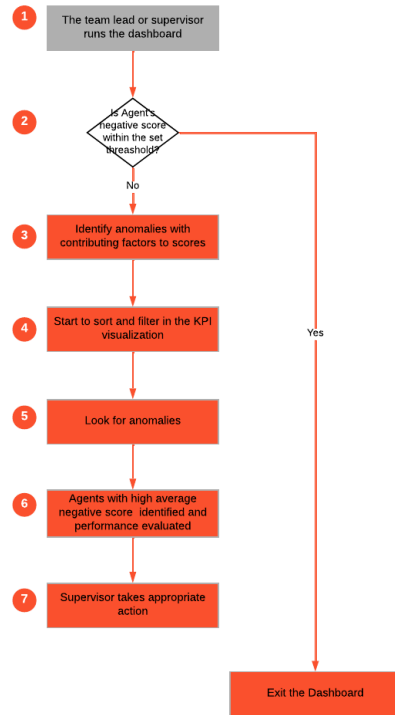 1
The team lead or supervisor
runs the dashboard
2
Is Agent's
negative score
within the set
threashold?
No
3
Identify anomalies with
contributing factors to scores
4
Start to sort and filter in the KPI
visualization
Yes
5
Look for anomalies
6
Agents with high average
negative score identified and
performance evaluated
7
Supervisor takes appropriate
action
Exit the Dashboard